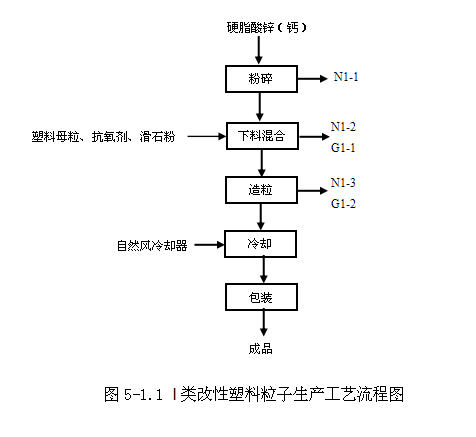 硬脂酸锌(钙)
粉碎
N1-1
塑料母粒、抗氧剂、滑石粉
下料混合
N1-2
G1-1
造粒
N1-3
G1-2
自然风冷却器
冷却
包装
成品
图 5-1.1 Ⅰ类改性塑料粒子生产工艺流程图